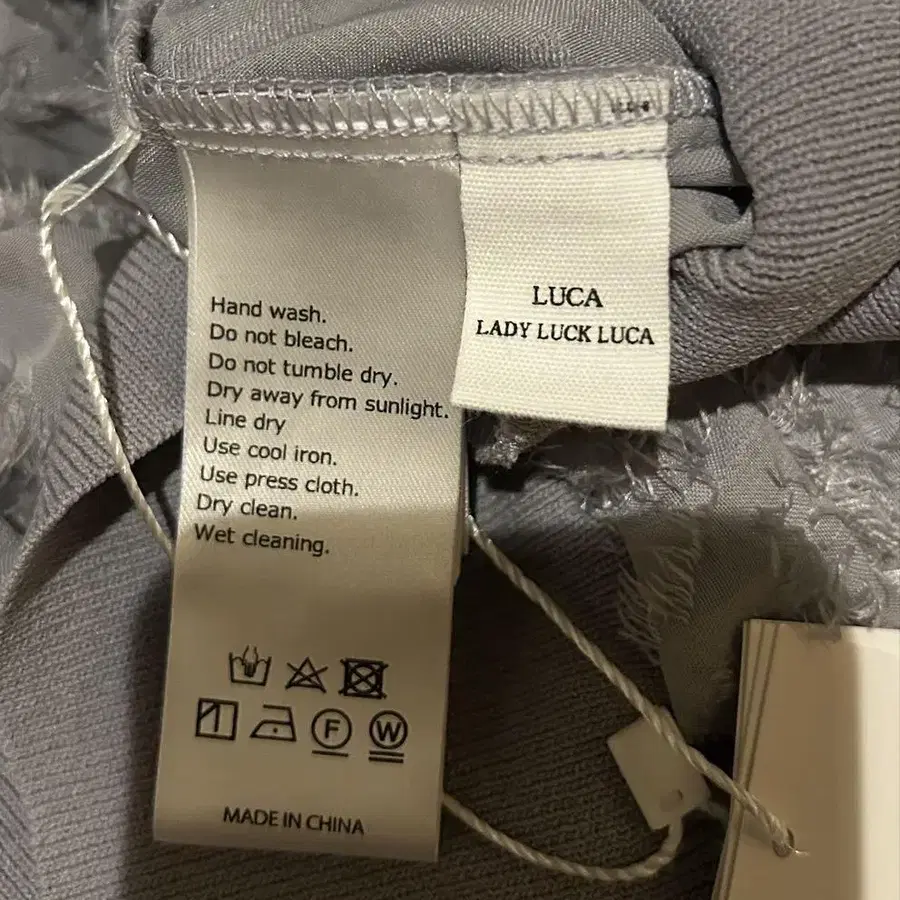 Hand wash.
Do not bleach.
Do not tumble dry.
Dry away from sunlight.
Line dry
Use cool iron.
Use press cloth.
Dry clean.
Wet cleaning.
F
W
MADE IN CHINA
LUCA
LADY LUCK LUCA